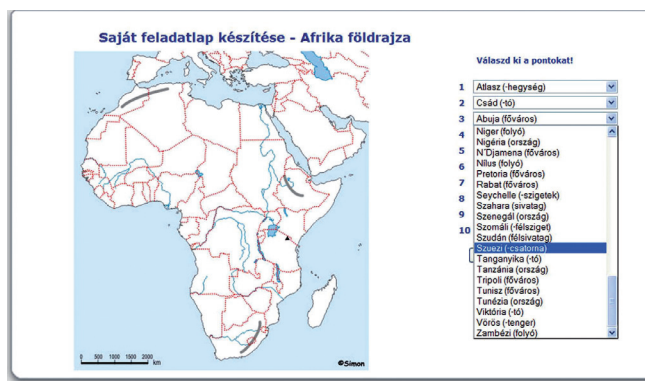 Saját feladatlap készítése - Afrika földrajza
Válaszd ki a pontokat!
1 Atlasz (-hegység)
2 Csád (-tó)
3 Abuja (főváros)
4
5
6
7
8
9
10
Niger (folyó)
Nigéria (ország)
N'Djamena (főváros)
Nílus (folyó)
Pretoria (főváros)
Rabat (főváros)
Seychelle (-szigetek)
Szahara (sivatag)
Szenegál (ország)
Szomáli (-félsziget)
Szudán (félsivatag)
Szuezi (-csatorna)
Tanganyika (-tó)
Tanzánia (ország)
Tripoli (főváros)
Tunisz (főváros)
Tunézia (ország)
Viktória (-tó)
Vörös (-tenger)
Zambézi (folyó)
0 500 1000 1500 2000
km
©Simon